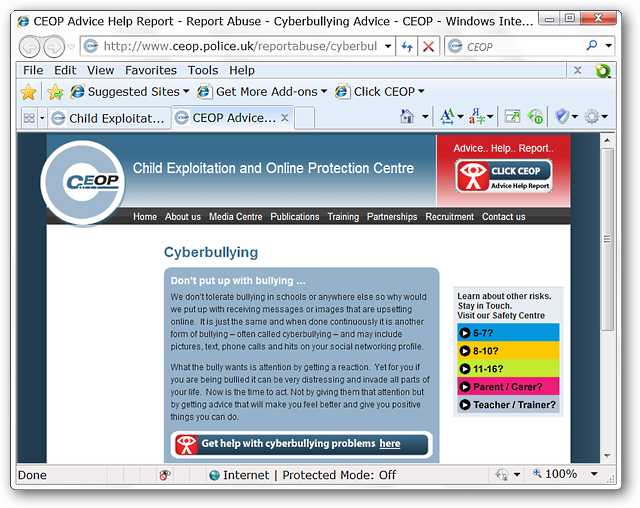 CEOP Advice Help Report - Report Abuse - Cyberbullying Advice - CEOP - Windows Inte...
http://www.ceop.police.uk/reportabuse/cyberbul
CEOP
File Edit View Favorites Tools Help
Suggested Sites Get More Add-ons Click CEOP
Child Exploitat...
CEOP Advice...
CEOP
Child Exploitation and Online Protection Centre
Advice.. Help.. Report..
CLICK CEOP
Advice Help Report
Home About us Media Centre Publications Training Partnerships Recruitment Contact us
Cyberbullying
Don't put up with bullying ...
We don't tolerate bullying in schools or anywhere else so why would
we put up with receiving messages or images that are upsetting
online. It is just the same and when done continuously it is another
form of bullying – often called cyberbullying – and may include
pictures, text, phone calls and hits on your social networking profile.
What the bully wants is attention by getting a reaction. Yet for you if
you are being bullied it can be very distressing and invade all parts of
your life. Now is the time to act. Not by giving them that attention but
by getting advice that will make you feel better and give you positive
things you can do.
Get help with cyberbullying problems here
Learn about other risks.
Stay in Touch.
Visit our Safety Centre
5-7?
8-10?
11-16?
Parent / Carer?
Teacher / Trainer?
Done
Internet | Protected Mode: Off
100%